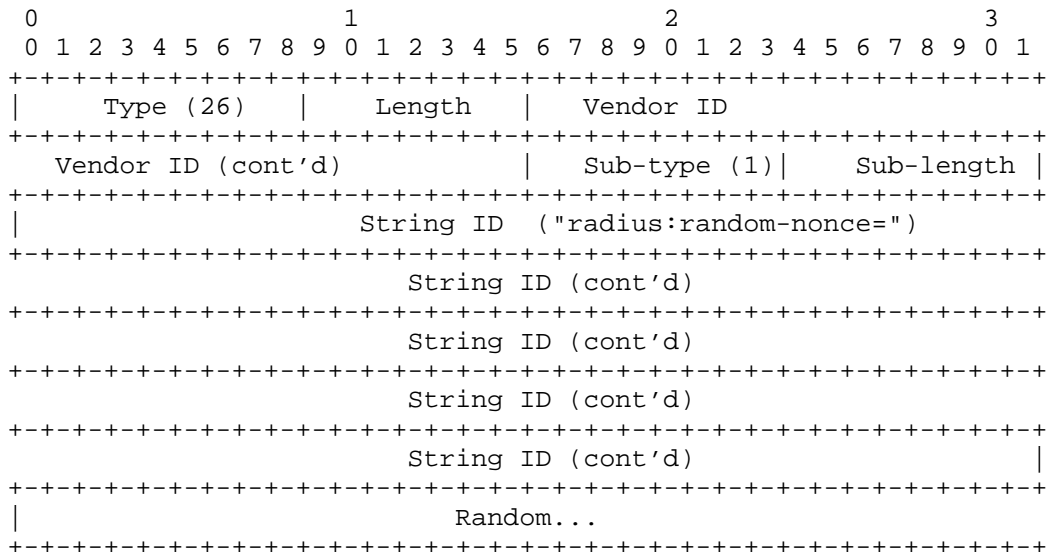 0                   1                   2                   3
 0 1 2 3 4 5 6 7 8 9 0 1 2 3 4 5 6 7 8 9 0 1 2 3 4 5 6 7 8 9 0 1
+-+-+-+-+-+-+-+-+-+-+-+-+-+-+-+-+-+-+-+-+-+-+-+-+-+-+-+-+-+-+-+-+
|     Type (26)   |    Length   |   Vendor ID
+-+-+-+-+-+-+-+-+-+-+-+-+-+-+-+-+-+-+-+-+-+-+-+-+-+-+-+-+-+-+-+-+
   Vendor ID (cont’d)           |   Sub-type (1)|    Sub-length |
+-+-+-+-+-+-+-+-+-+-+-+-+-+-+-+-+-+-+-+-+-+-+-+-+-+-+-+-+-+-+-+-+
|                     String ID  ("radius:random-nonce=")
+-+-+-+-+-+-+-+-+-+-+-+-+-+-+-+-+-+-+-+-+-+-+-+-+-+-+-+-+-+-+-+-+
                         String ID (cont’d)
+-+-+-+-+-+-+-+-+-+-+-+-+-+-+-+-+-+-+-+-+-+-+-+-+-+-+-+-+-+-+-+-+
                         String ID (cont’d)
+-+-+-+-+-+-+-+-+-+-+-+-+-+-+-+-+-+-+-+-+-+-+-+-+-+-+-+-+-+-+-+-+
                         String ID (cont’d)
+-+-+-+-+-+-+-+-+-+-+-+-+-+-+-+-+-+-+-+-+-+-+-+-+-+-+-+-+-+-+-+-+
                         String ID (cont’d)                     |
+-+-+-+-+-+-+-+-+-+-+-+-+-+-+-+-+-+-+-+-+-+-+-+-+-+-+-+-+-+-+-+-+
|                           Random...
+-+-+-+-+-+-+-+-+-+-+-+-+-+-+-+-+-+-+-+-+-+-+-+-+-+-+-+-+-+-+-+-+